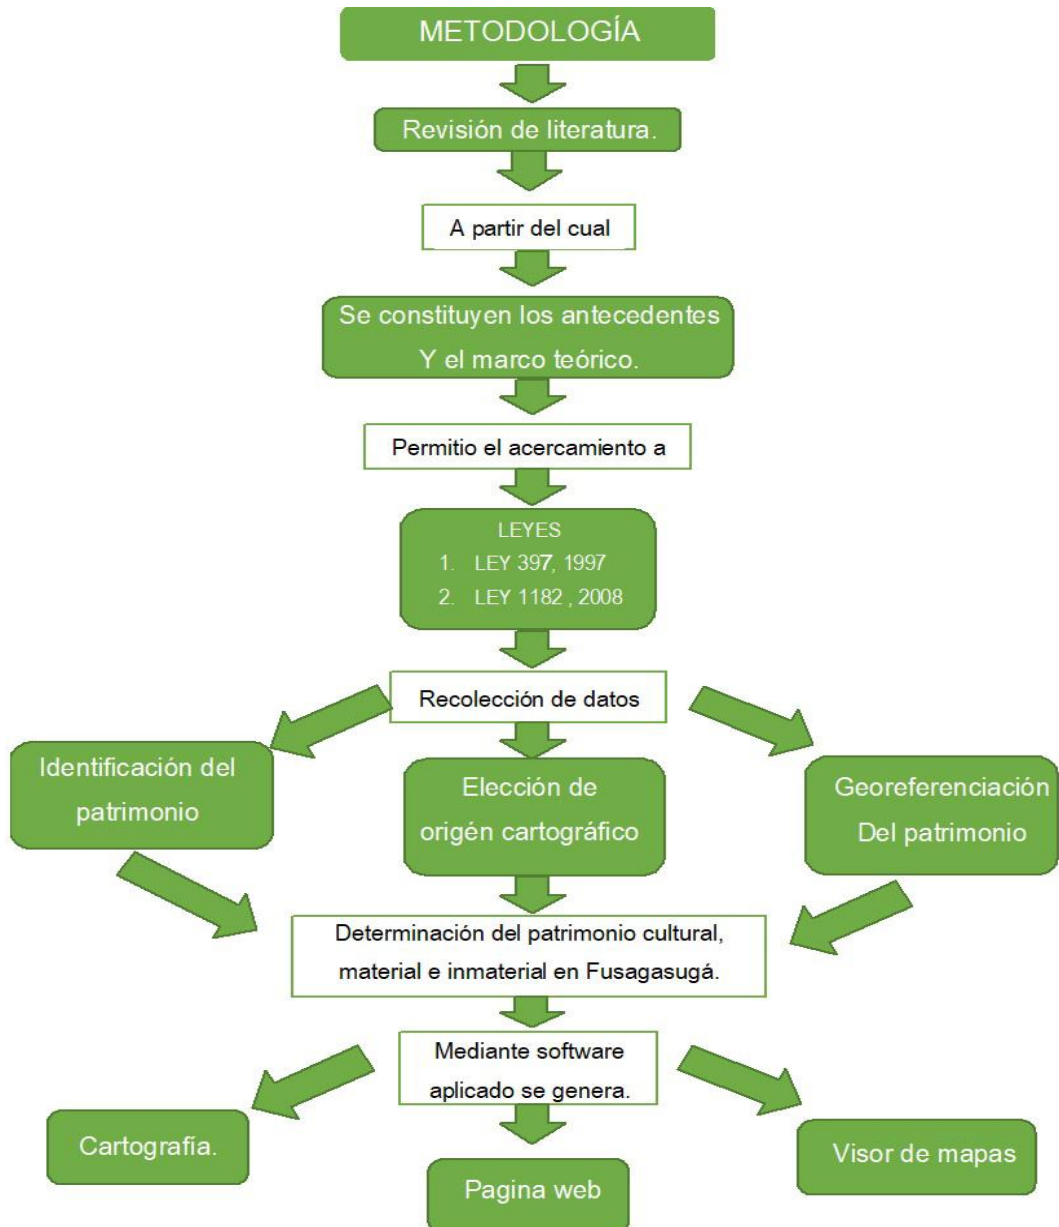 METODOLOGÍA
Revisión de literatura.
A partir del cual
Se constituyen los antecedentes
Y el marco teórico.
Permitio el acercamiento a
LEYES
1. LEY 397, 1997
2. LEY 1182 , 2008
Recolección de datos
Identificación del
patrimonio
Elección de
origén cartográfico
Georeferenciación
Del patrimonio
Determinación del patrimonio cultural,
material e inmaterial en Fusagasugá.
Mediante software
aplicado se genera.
Cartografía.
Pagina web
Visor de mapas